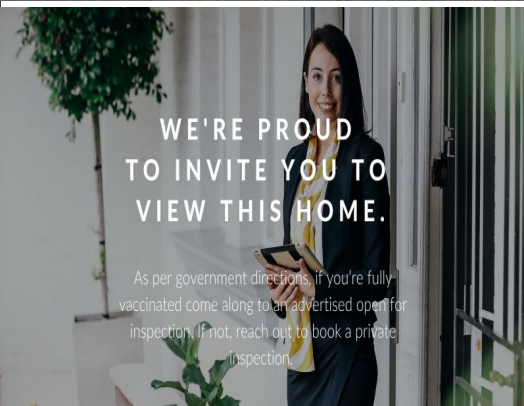 WE'RE PROUD
TO INVITE YOU TO
VIEW THIS HOME.
As per government directions, if you're fully
vaccinated come along to an advertised open for
inspection. If not, reach out to book a private
inspection.